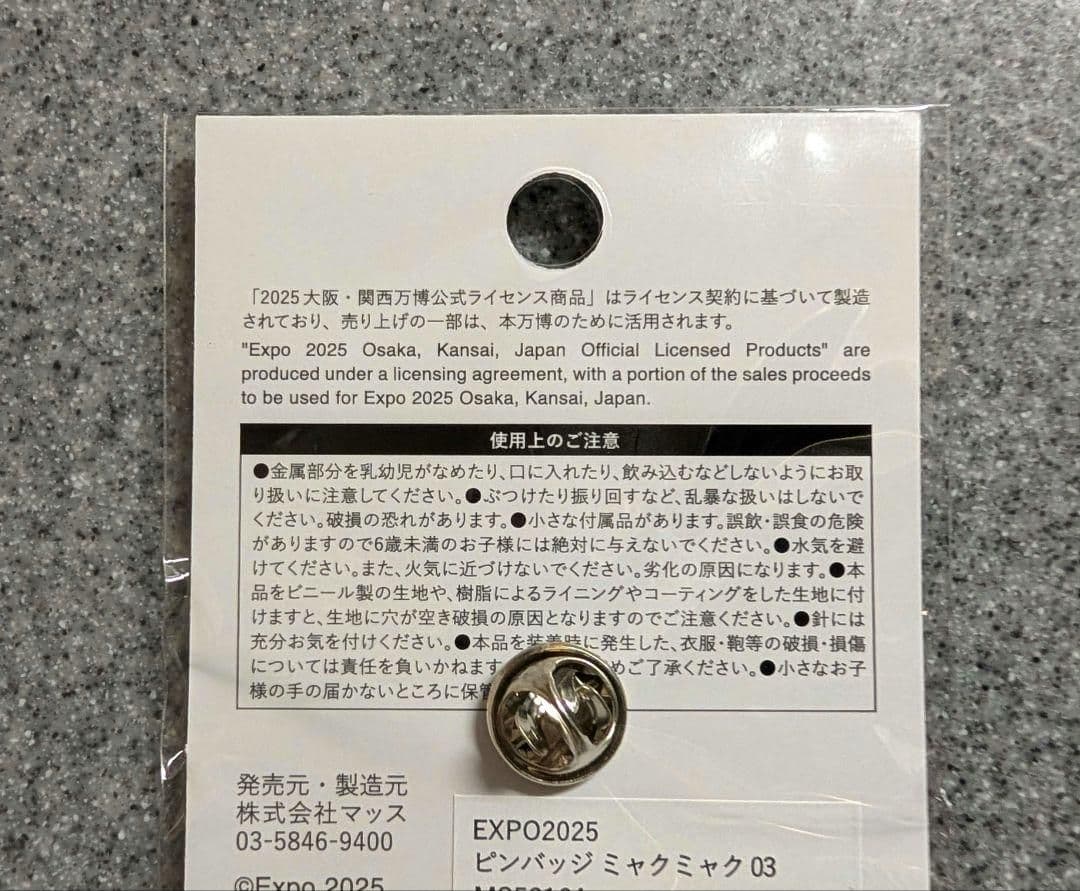 「2025大阪・関西万博公式ライセンス商品」はライセンス契約に基づいて製造
されており、売り上げの一部は、本万博のために活用されます。
"Expo 2025 Osaka, Kansai, Japan Official Licensed Products" are
produced under a licensing agreement, with a portion of the sales proceeds
to be used for Expo 2025 Osaka, Kansai, Japan.
使用上のご注意
●金属部分を乳幼児がなめたり、口に入れたり、飲み込むなどしないようにお取
り扱いに注意してください。●ぶつけたり振り回すなど、乱暴な扱いはしないで
ください。破損の恐れがあります。●小さな付属品があります。誤飲・誤食の危険
がありますので6歳未満のお子様には絶対に与えないでください。●水気を避
けてください。また、火気に近づけないでください。劣化の原因になります。●本
品をビニール製の生地や、樹脂によるライニングやコーティングをした生地に付
けますと、生地に穴が空き破損の原因となりますのでご注意ください。●針には
充分お気を付けください。●本品を装着時に発生した、衣服・鞄等の破損・損傷
については責任を負いかねます めご了承ください。●小さなお子
様の手の届かないところに保管
発売元・製造元
株式会社マッス
03-5846-9400
©Expo 2025
EXPO2025
ピンバッジ ミャクミャク 03